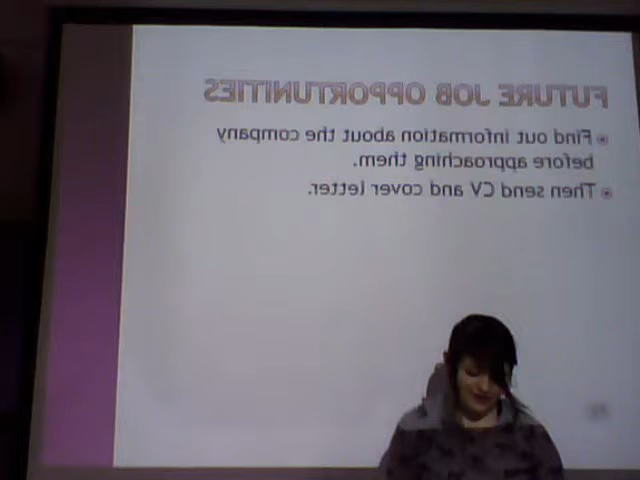 FUTURE JOB OPPORTUNITIES
Find out information about the company
before approaching them.
Then send CV and cover letter.